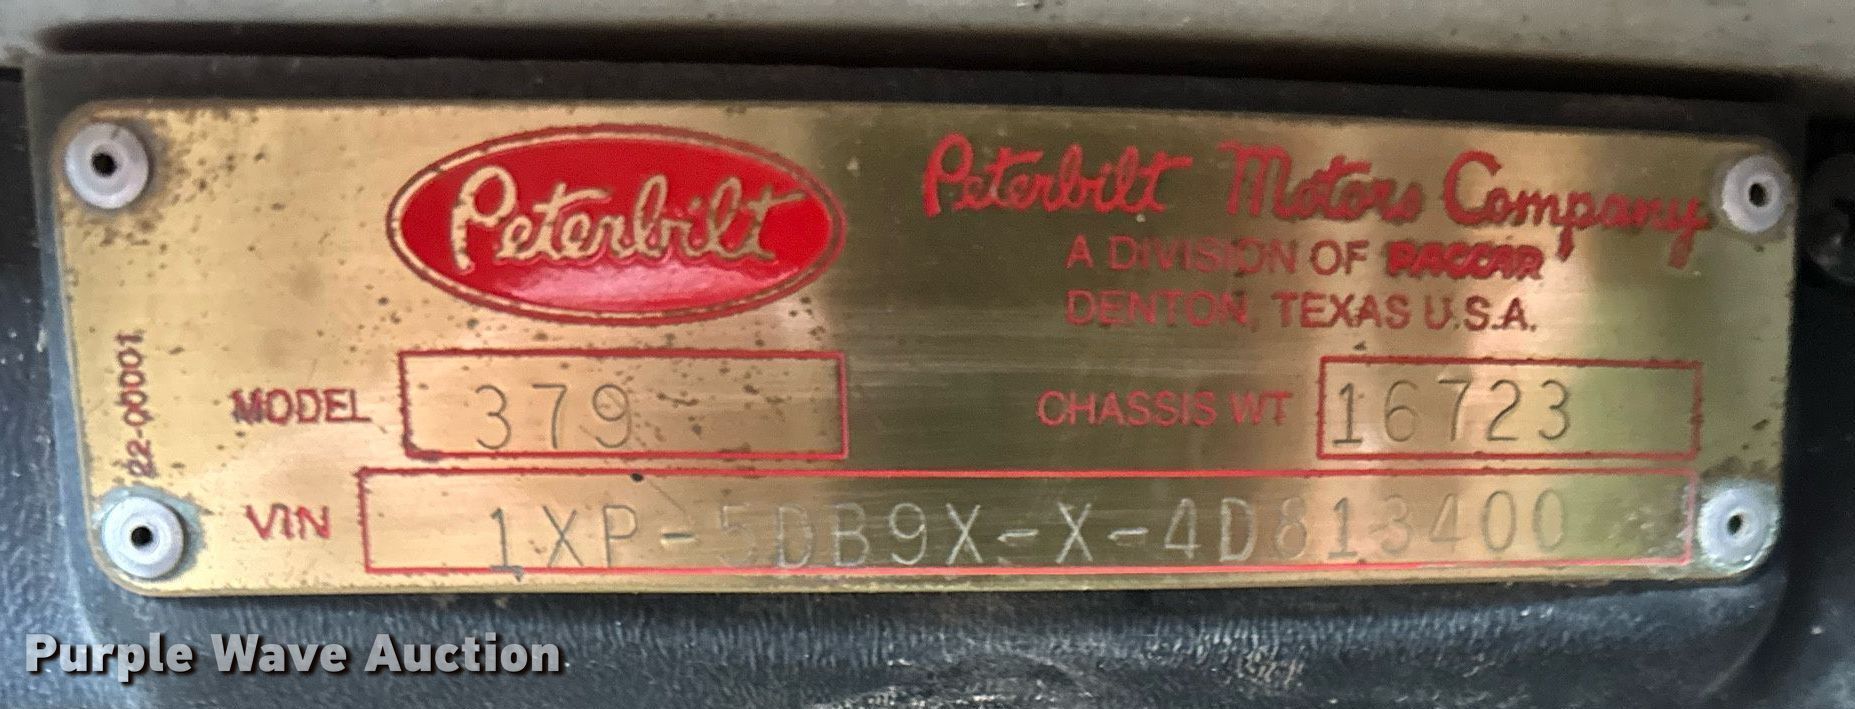 Peterbilt
Peterbilt Motors Company
A DIVISION OF PACCAR
DENTON, TEXAS U.S.A.
22-00001
MODEL 379
CHASSIS WT 16723
VIN 1XP-5DB9X-X-4D813400
Purple Wave Auction